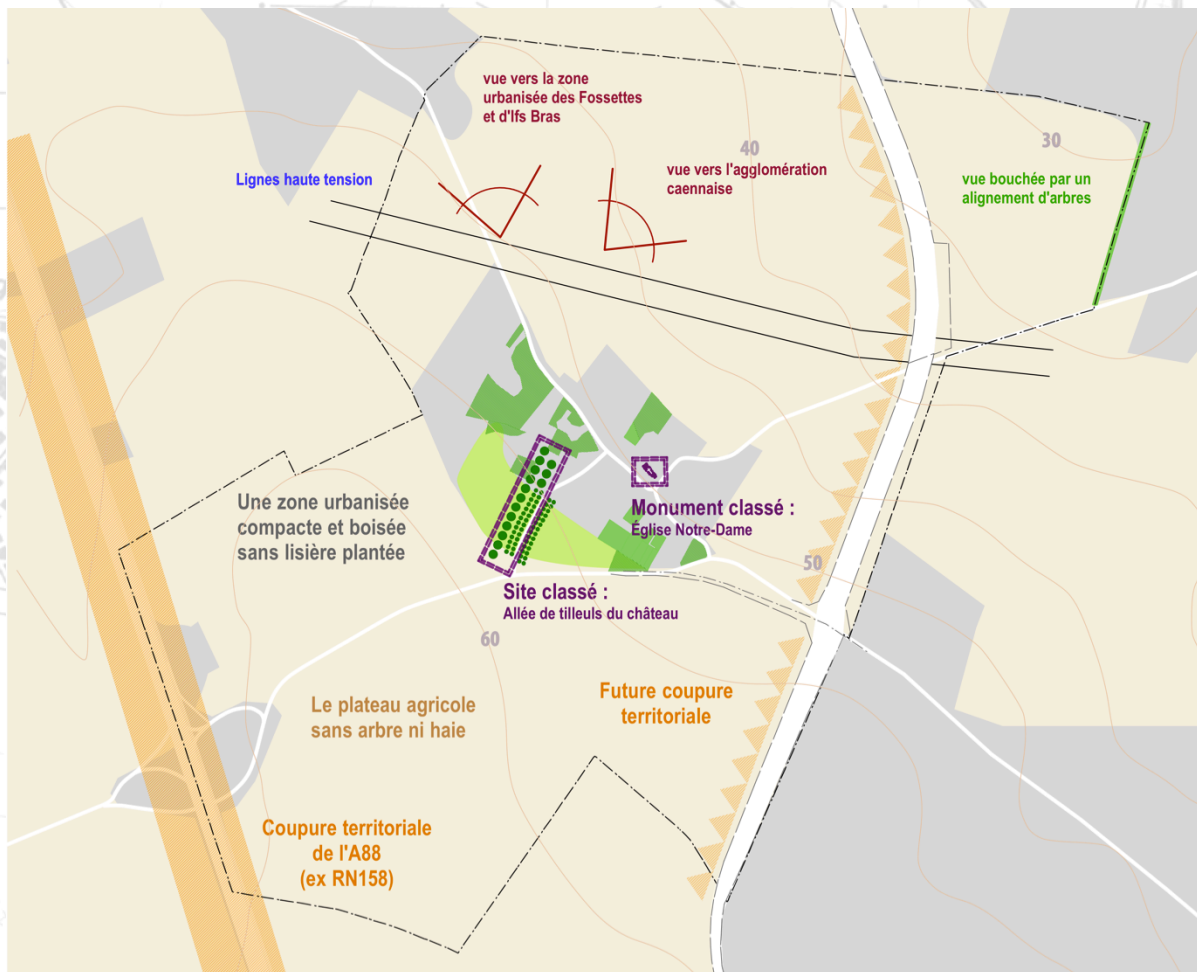 vue vers la zone
urbanisée des Fossettes
et d'Ifs Bras
40
30
vue vers l'agglomération
caennaise
Lignes haute tension
vue bouchée par un
alignement d'arbres
Une zone urbanisée
compacte et boisée
sans lisière plantée
Monument classé :
Église Notre-Dame
50
Site classé :
Allée de tilleuls du château
60
Le plateau agricole
sans arbre ni haie
Future coupure
territoriale
Coupure territoriale
de l'A88
(ex RN158)